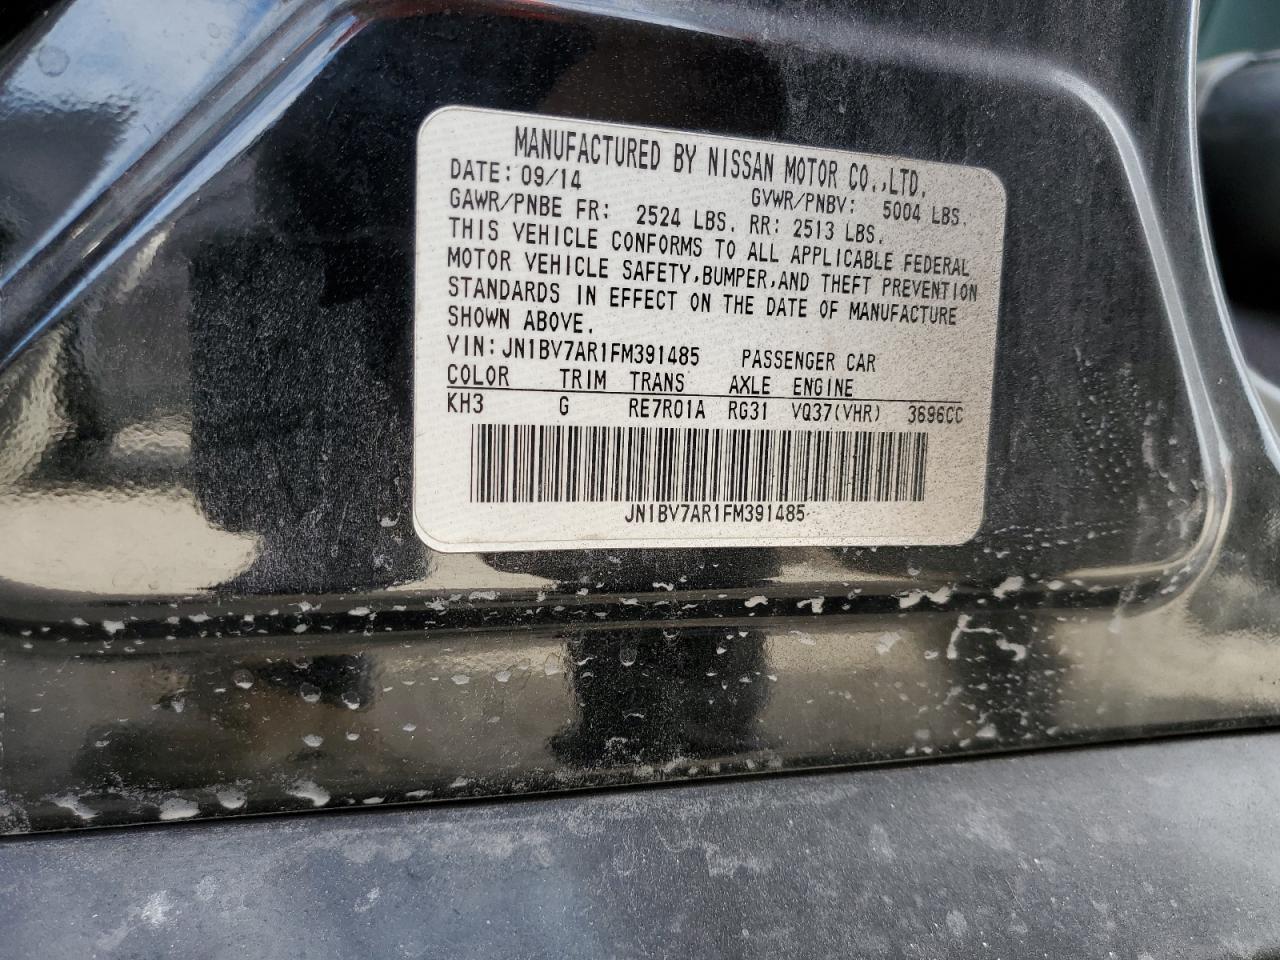 MANUFACTURED BY NISSAN MOTOR CO.,LTD.
DATE: 09/14 GVWR/PNBV: 5004 LBS.
GAWR/PNBE FR: 2524 LBS. RR: 2513 LBS.
THIS VEHICLE CONFORMS TO ALL APPLICABLE FEDERAL
MOTOR VEHICLE SAFETY,BUMPER,AND THEFT PREVENTION
STANDARDS IN EFFECT ON THE DATE OF MANUFACTURE
SHOWN ABOVE.
VIN: JN1BV7AR1FM391485 PASSENGER CAR
COLOR TRIM TRANS AXLE ENGINE
KH3 G RE7R01A RG31 VQ37(VHR) 3696CC
JN1BV7AR1FM391485